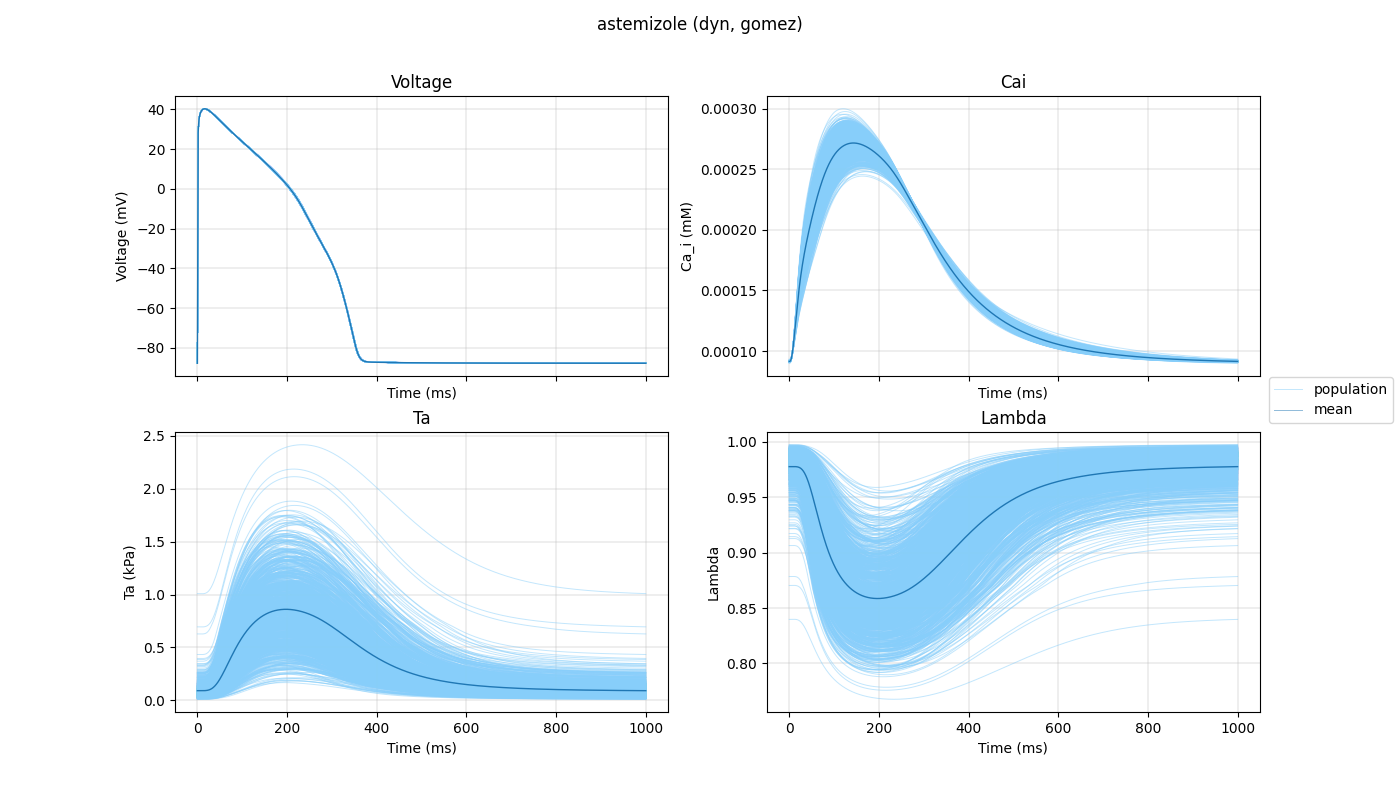 astemizole (dyn, gomez)
Voltage
Voltage (mV)
40
20
0
−20
−40
−60
−80
Time (ms)
Cai
Ca_i (mM)
0.00030
0.00025
0.00020
0.00015
0.00010
Time (ms)
population
mean
Ta
Ta (kPa)
2.5
2.0
1.5
1.0
0.5
0.0
0 200 400 600 800 1000
Time (ms)
Lambda
Lambda
1.00
0.95
0.90
0.85
0.80
0 200 400 600 800 1000
Time (ms)